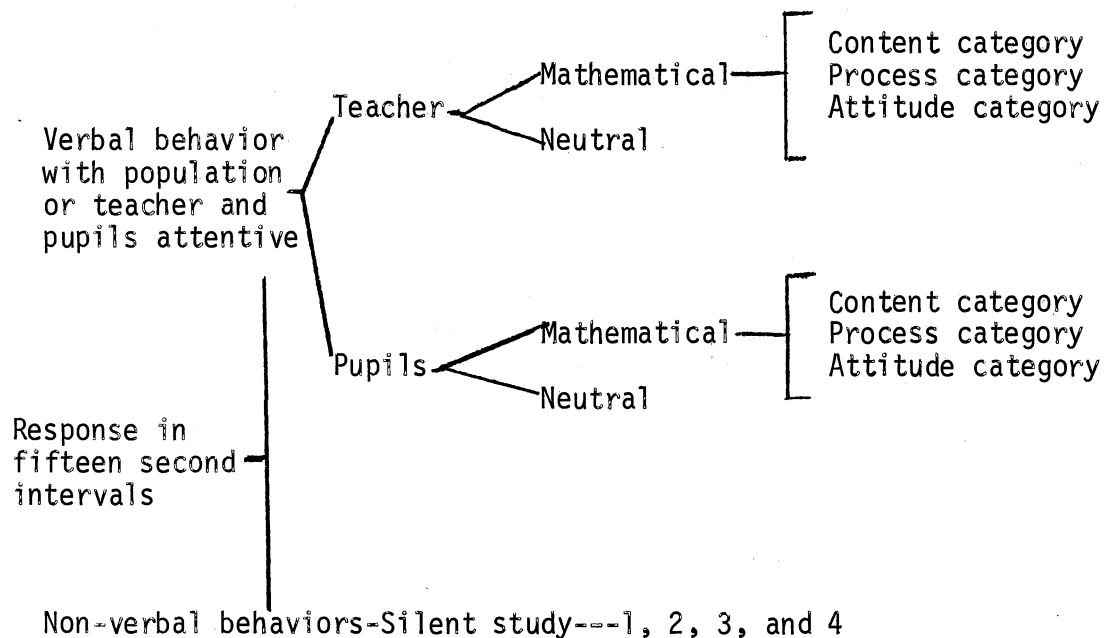 Verbal behavior
with population
or teacher and
pupils attentive
Teacher
Mathematical
Content category
Process category
Attitude category
Neutral
Pupils
Mathematical
Content category
Process category
Attitude category
Neutral
Response in
fifteen second
intervals
Non-verbal behaviors-Silent study---1, 2, 3, and 4